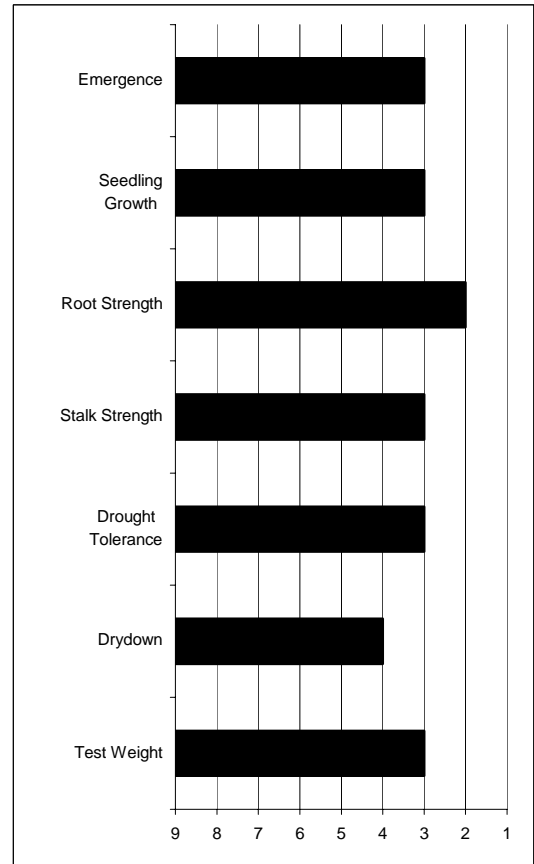 Emergence
Seedling
Growth
Root Strength
Stalk Strength
Drought
Tolerance
Drydown
Test Weight
9 8 7 6 5 4 3 2 1